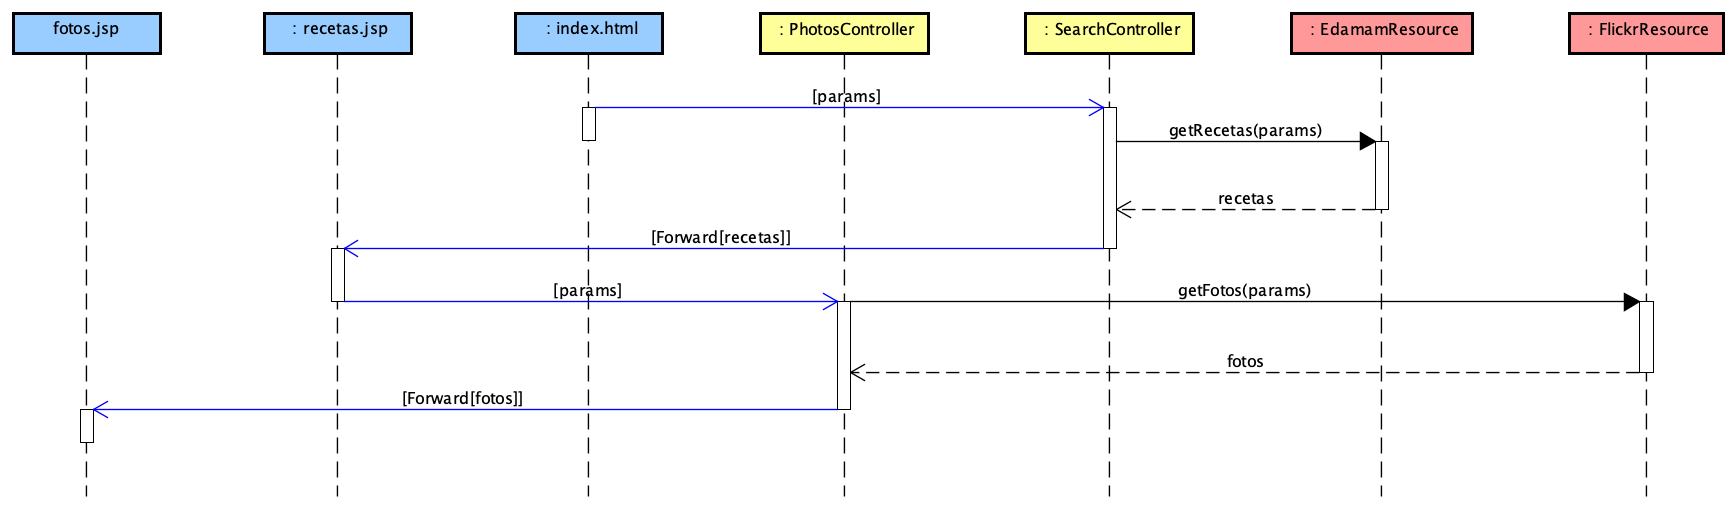 fotos.jsp
: recetas.jsp
: index.html
: PhotosController
: SearchController
: EdamamResource
: FlickrResource
[params]
getRecetas(params)
recetas
[Forward[recetas]]
[params]
getFotos(params)
fotos
[Forward[fotos]]